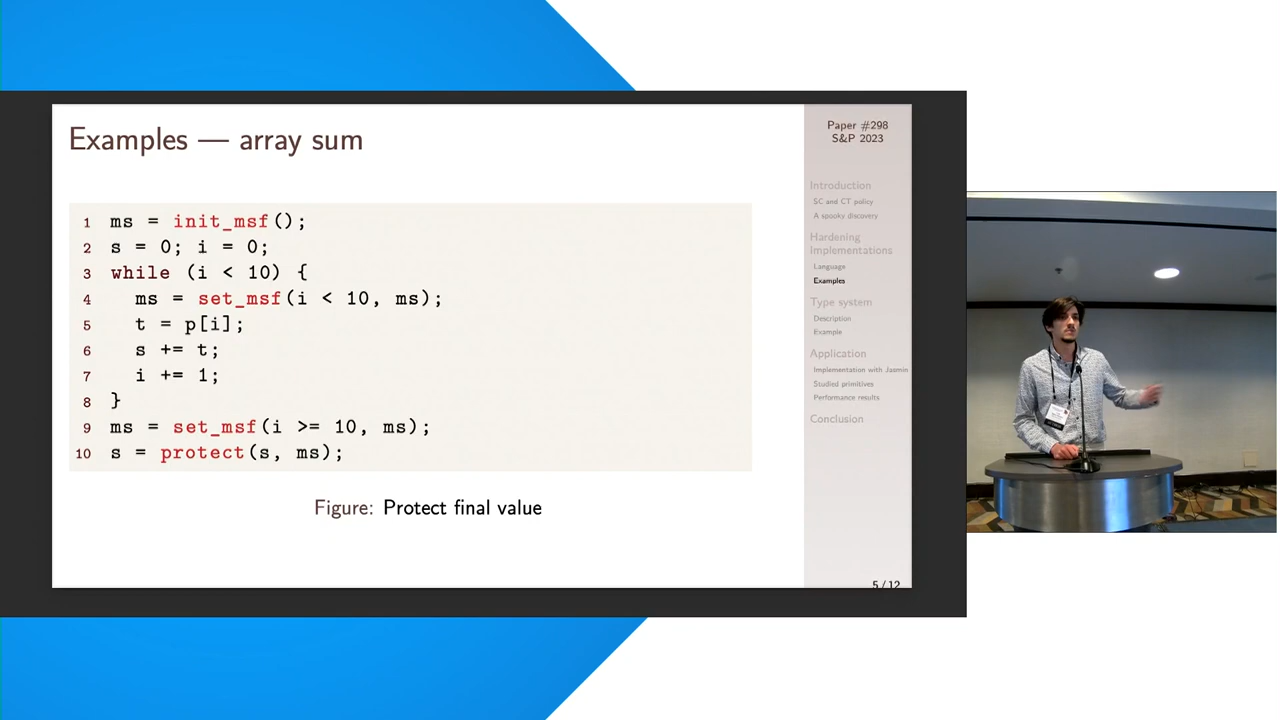 Examples — array sum
1 ms = init_msf();
2 s = 0; i = 0;
3 while (i < 10) {
4 ms = set_msf(i < 10, ms);
5 t = p[i];
6 s += t;
7 i += 1;
8 }
9 ms = set_msf(i >= 10, ms);
10 s = protect(s, ms);
Figure: Protect final value
Paper #298
S&P 2023
Introduction
SC and CT policy
A spooky discovery
Hardening
Implementations
Language
Examples
Type system
Description
Example
Application
Implementation with Jasmin
Studied primitives
Performance results
Conclusion
5 / 12